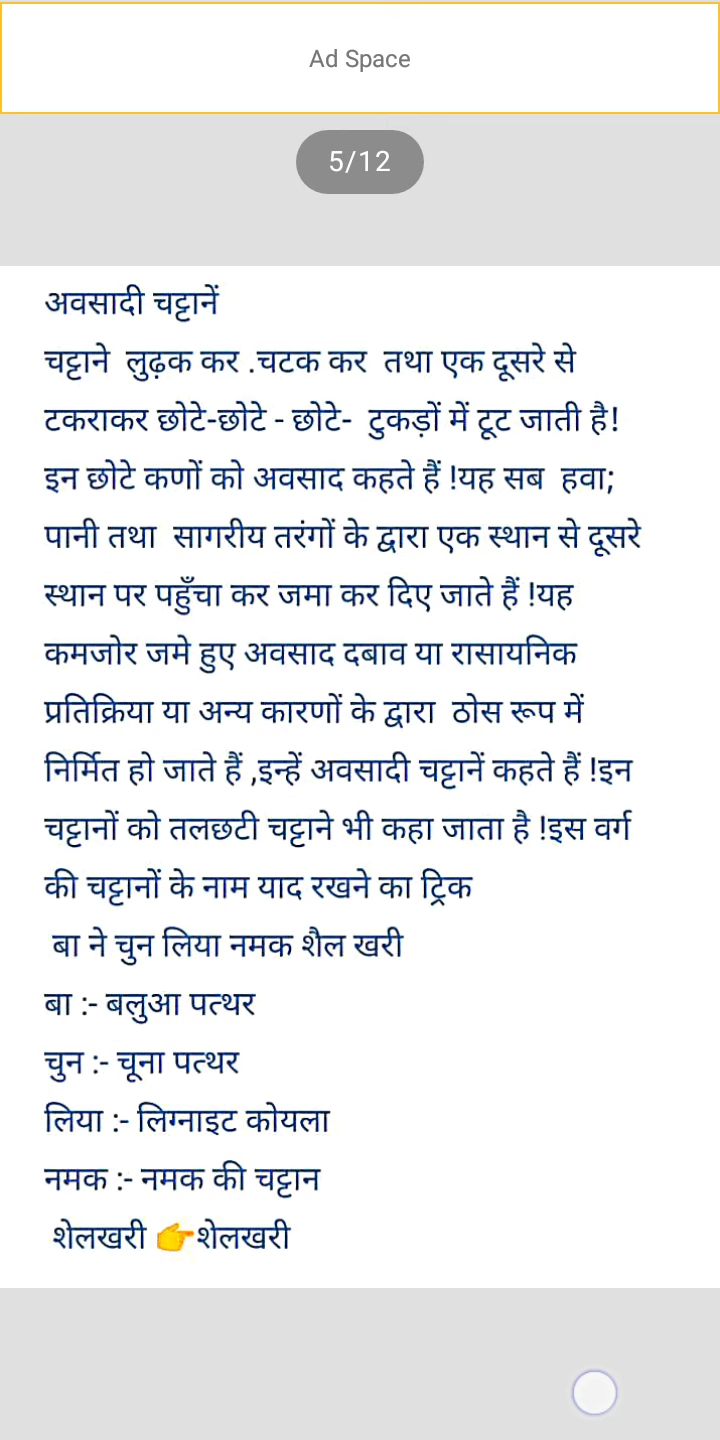 Ad Space
5/12
अवसादी चट्टानें
चट्टाने लुढ़क कर .चटक कर तथा एक दूसरे से
टकराकर छोटे-छोटे - छोटे- टुकड़ों में टूट जाती है!
इन छोटे कणों को अवसाद कहते हैं !यह सब हवा;
पानी तथा सागरीय तरंगों के द्वारा एक स्थान से दूसरे
स्थान पर पहुँचा कर जमा कर दिए जाते हैं !यह
कमजोर जमे हुए अवसाद दबाव या रासायनिक
प्रतिक्रिया या अन्य कारणों के द्वारा ठोस रूप में
निर्मित हो जाते हैं ,इन्हें अवसादी चट्टानें कहते हैं !इन
चट्टानों को तलछटी चट्टाने भी कहा जाता है !इस वर्ग
की चट्टानों के नाम याद रखने का ट्रिक
बा ने चुन लिया नमक शैल खरी
बा :- बलुआ पत्थर
चुन :- चूना पत्थर
लिया :- लिग्नाइट कोयला
नमक :- नमक की चट्टान
शेलखरी 👉शेलखरी